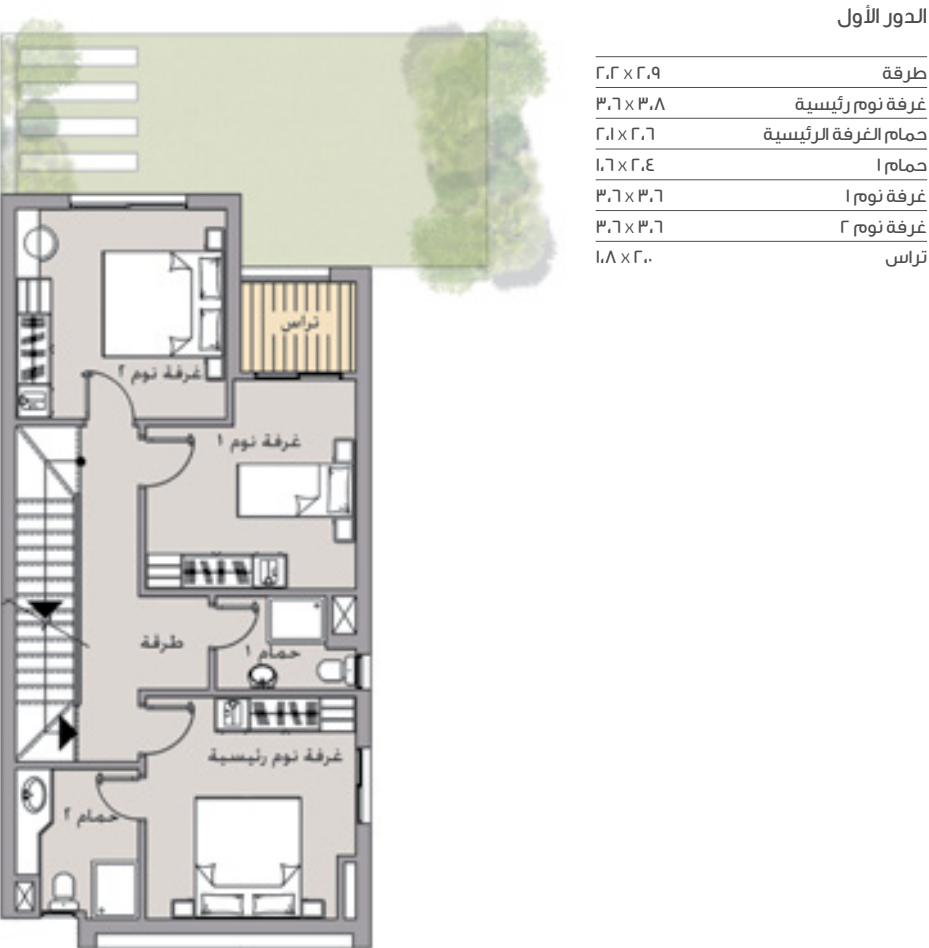 الدور الأول
طرقة ٢،٩ x ٢،٢
غرفة نوم رئيسية ٣،٨ x ٣،٦
حمام الغرفة الرئيسية ٢،٦ x ٢،١
حمام ١ ٢،٤ x ١،٦
غرفة نوم ١ ٣،٦ x ٣،٦
غرفة نوم ٢ ٣،٦ x ٣،٦
تراس ٢،٠ x ١،٨
تراس
غرفة نوم ٢
غرفة نوم ١
طرقة
حمام ١
غرفة نوم رئيسية
حمام ٢